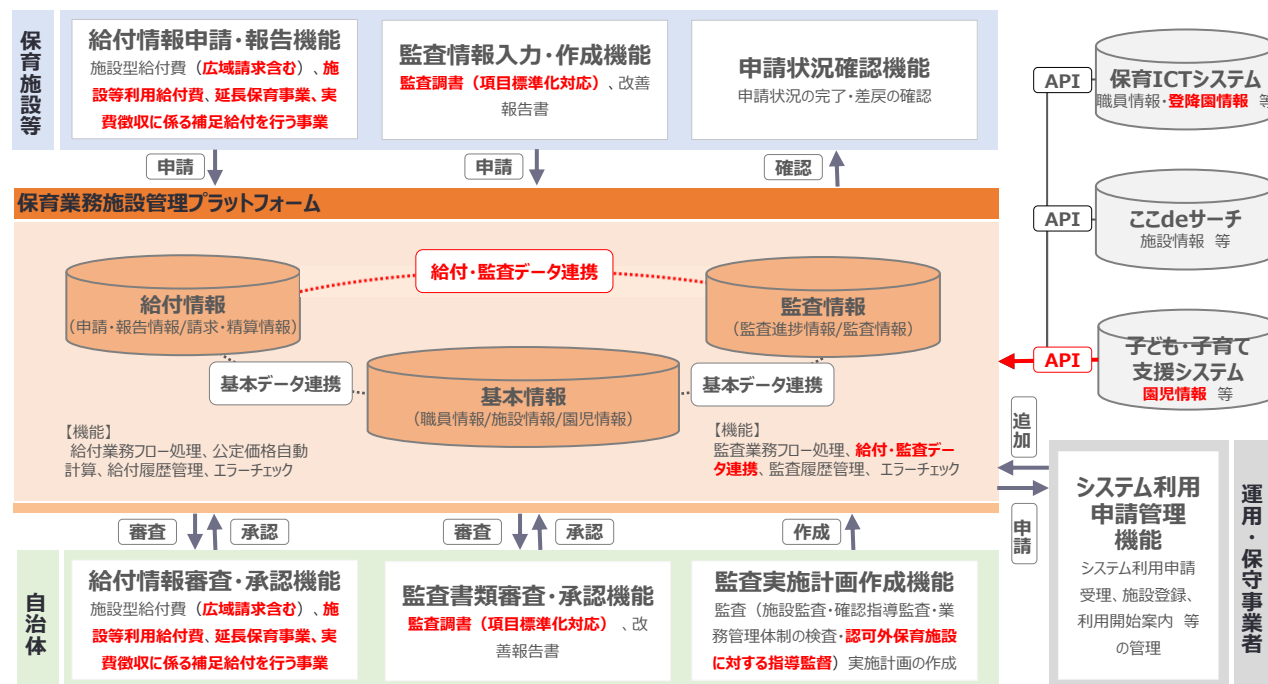 保育施設等
給付情報申請・報告機能
施設型給付費（広域請求含む）、施
設等利用給付費、延長保育事業、実
費徴収に係る補足給付を行う事業
監査情報入力・作成機能
監査調書（項目標準化対応）、改善
報告書
申請状況確認機能
申請状況の完了・差戻の確認
申請
申請
確認
保育業務施設管理プラットフォーム
給付・監査データ連携
給付情報
（申請・報告情報/請求・精算情報）
監査情報
（監査進捗情報/監査情報）
基本データ連携
基本データ連携
基本情報
（職員情報/施設情報/園児情報）
【機能】
給付業務フロー処理、公定価格自動
計算、給付履歴管理、エラーチェック
【機能】
監査業務フロー処理、給付・監査デー
タ連携、監査履歴管理、エラーチェック
審査
承認
審査
承認
作成
自治体
給付情報審査・承認機能
施設型給付費（広域請求含む）、施
設等利用給付費、延長保育事業、実
費徴収に係る補足給付を行う事業
監査書類審査・承認機能
監査調書（項目標準化対応）、改
善報告書
監査実施計画作成機能
監査（施設監査・確認指導監査・業
務管理体制の検査・認可外保育施設
に対する指導監督）実施計画の作成
API
保育ICTシステム
職員情報・登降園情報 等
API
ここdeサーチ
施設情報 等
API
子ども・子育て
支援システム
園児情報 等
追加
申請
システム利用
申請管理
機能
システム利用申請
受理、施設登録、
利用開始案内 等
の管理
運用・保守事業者